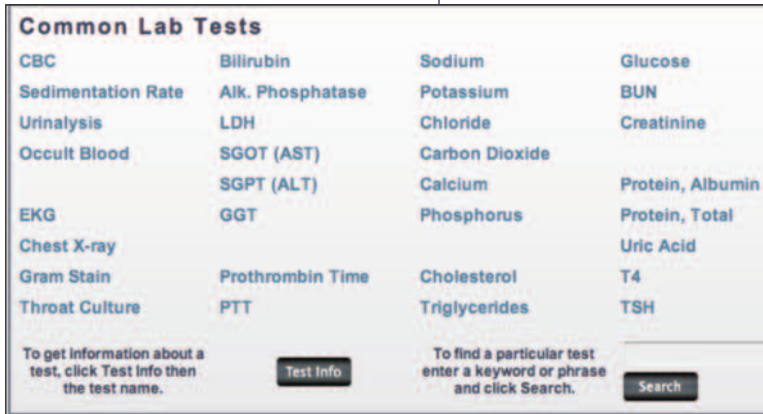 Common Lab Tests
CBC Bilirubin Sodium Glucose
Sedimentation Rate Alk. Phosphatase Potassium BUN
Urinalysis LDH Chloride Creatinine
Occult Blood SGOT (AST) Carbon Dioxide
SGPT (ALT) Calcium Protein, Albumin
EKG GGT Phosphorus Protein, Total
Chest X-ray Uric Acid
Gram Stain Prothrombin Time Cholesterol T4
Throat Culture PTT Triglycerides TSH
To get information about a
test, click Test Info then
the test name.
Test Info
To find a particular test
enter a keyword or phrase
and click Search.
Search